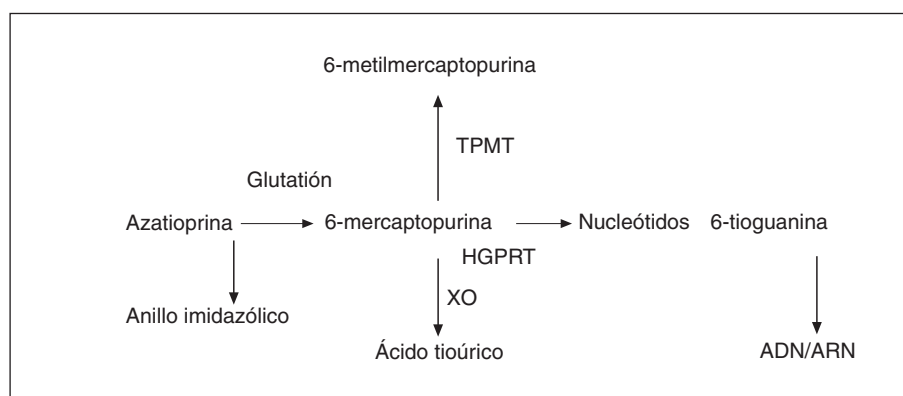 6-metilmercaptopurina
TPMT
Glutatión
Azatioprina 6-mercaptopurina Nucleótidos 6-tioguanina
HGPRT
XO
Anillo imidazólico
Ácido tioúrico
ADN/ARN